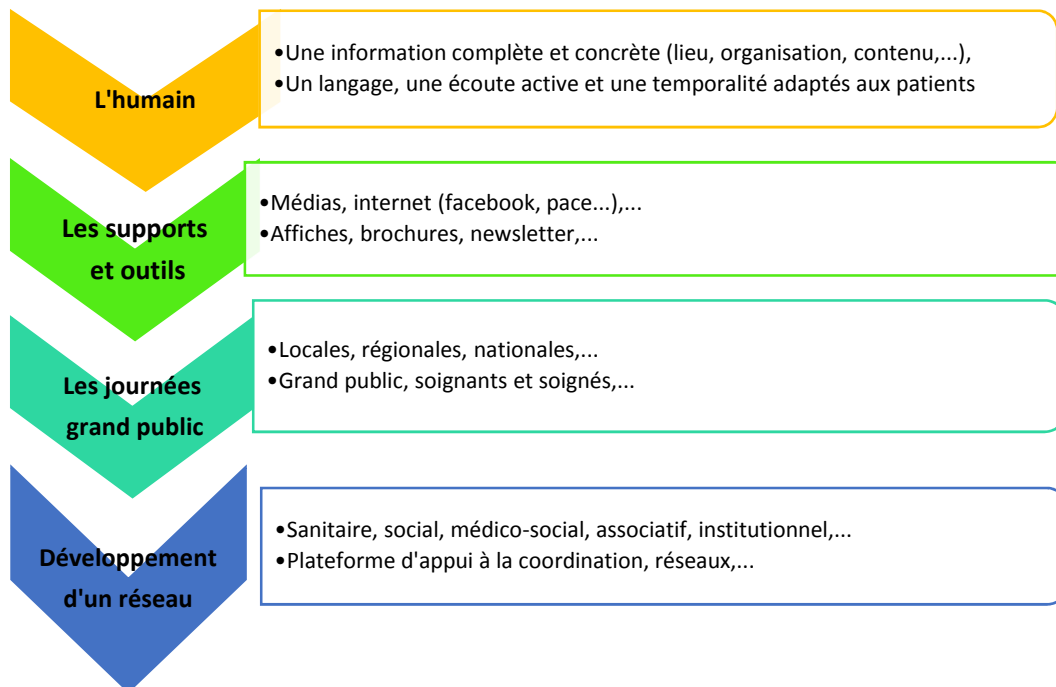 L'humain
•Une information complète et concrète (lieu, organisation, contenu,...),
•Un langage, une écoute active et une temporalité adaptés aux patients
Les supports
et outils
•Médias, internet (facebook, pace...),...
•Affiches, brochures, newsletter,...
Les journées
grand public
•Locales, régionales, nationales,...
•Grand public, soignants et soignés,...
Développement
d'un réseau
•Sanitaire, social, médico-social, associatif, institutionnel,...
•Plateforme d'appui à la coordination, réseaux,...